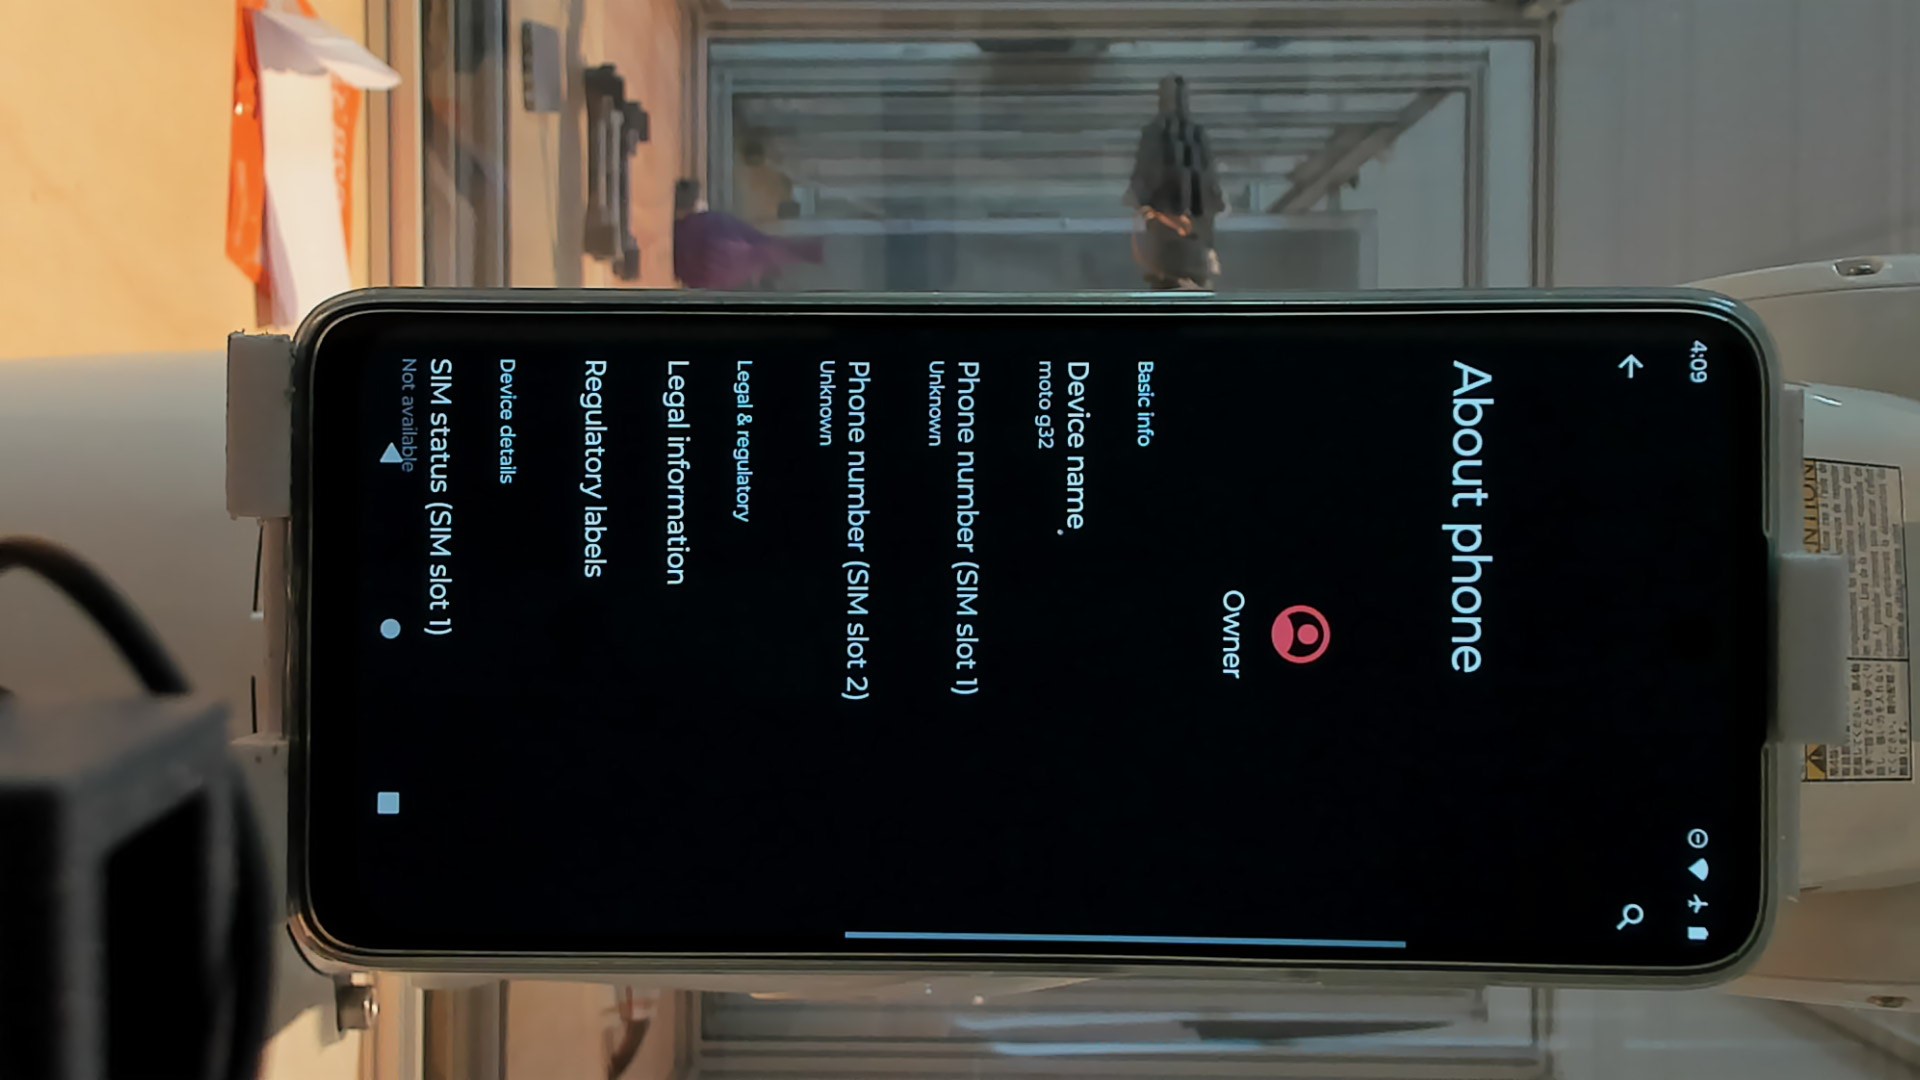 4:09
About phone
Owner
Basic info
Device name
moto g32
Phone number (SIM slot 1)
Unknown
Phone number (SIM slot 2)
Unknown
Legal & regulatory
Legal information
Regulatory labels
Device details
SIM status (SIM slot 1)
Not available